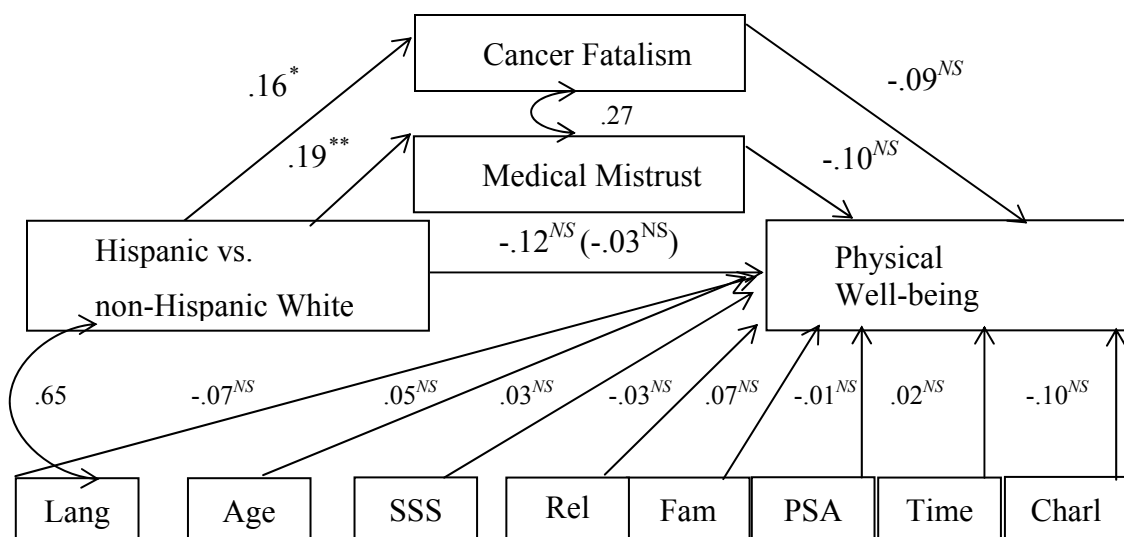 Cancer Fatalism
.16*
-.09NS
.27
.19**
-.10NS
Medical Mistrust
-.12NS (-.03NS)
Hispanic vs.
non-Hispanic White
Physical
Well-being
.65
-.07NS
.05NS
.03NS
-.03NS
.07NS
-.01NS
.02NS
-.10NS
Lang
Age
SSS
Rel
Fam
PSA
Time
Charl